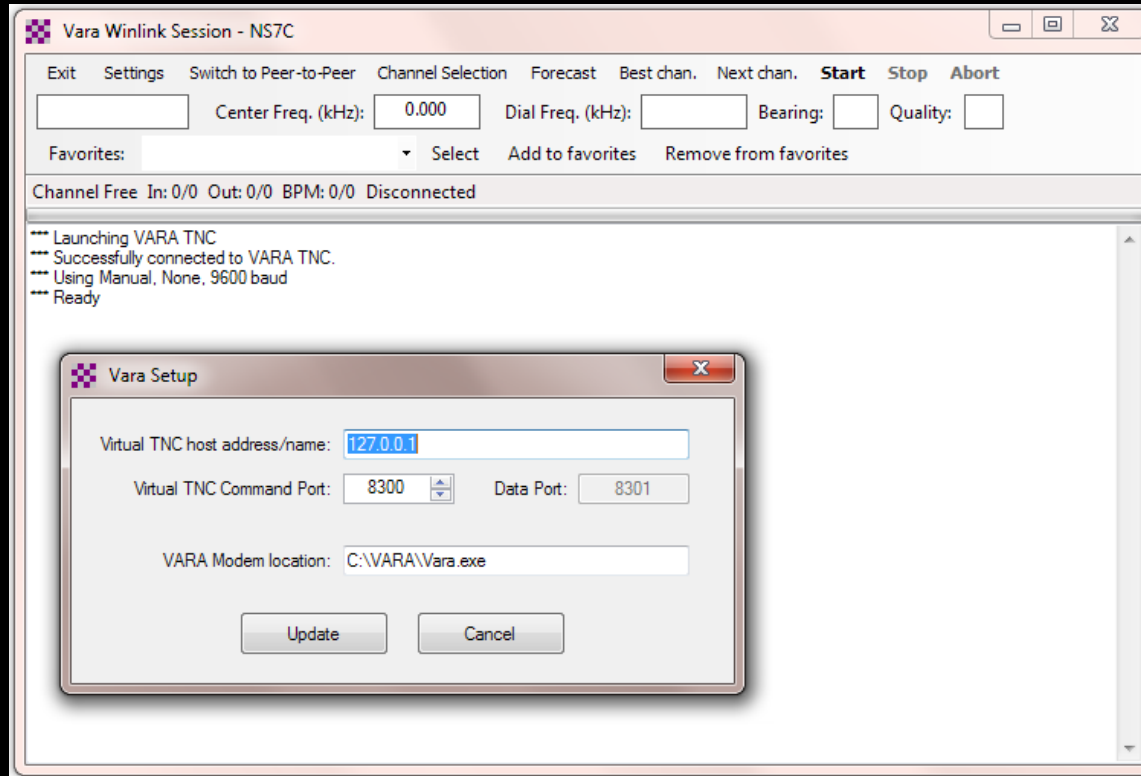 Vara Winlink Session - NS7C
Exit Settings Switch to Peer-to-Peer Channel Selection Forecast Best chan. Next chan. Start Stop Abort
Center Freq. (kHz): 0.000 Dial Freq. (kHz): Bearing: Quality:
Favorites: Select Add to favorites Remove from favorites
Channel Free In: 0/0 Out: 0/0 BPM: 0/0 Disconnected
*** Launching VARA TNC
*** Successfully connected to VARA TNC.
*** Using Manual, None, 9600 baud
*** Ready
Vara Setup
Virtual TNC host address/name: 127.0.0.1
Virtual TNC Command Port: 8300 Data Port: 8301
VARA Modem location: C:\VARA\Vara.exe
Update Cancel